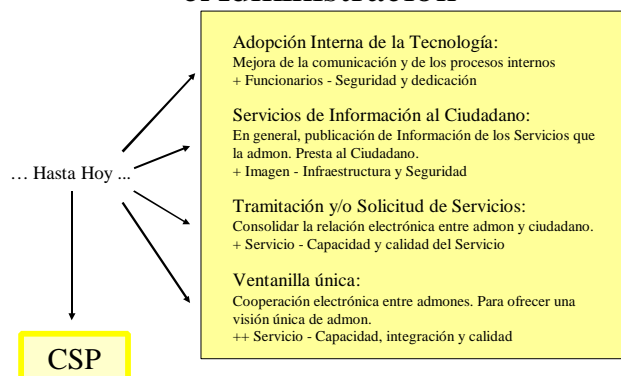 Adopción Interna de la Tecnología:
Mejora de la comunicación y de los procesos internos
+ Funcionarios - Seguridad y dedicación
Servicios de Información al Ciudadano:
En general, publicación de Información de los Servicios que
la admon. Presta al Ciudadano.
+ Imagen - Infraestructura y Seguridad
… Hasta Hoy ...
Tramitación y/o Solicitud de Servicios:
Consolidar la relación electrónica entre admon y ciudadano.
+ Servicio - Capacidad y calidad del Servicio
Ventanilla única:
Cooperación electrónica entre admones. Para ofrecer una
visión única de admon.
++ Servicio - Capacidad, integración y calidad
CSP